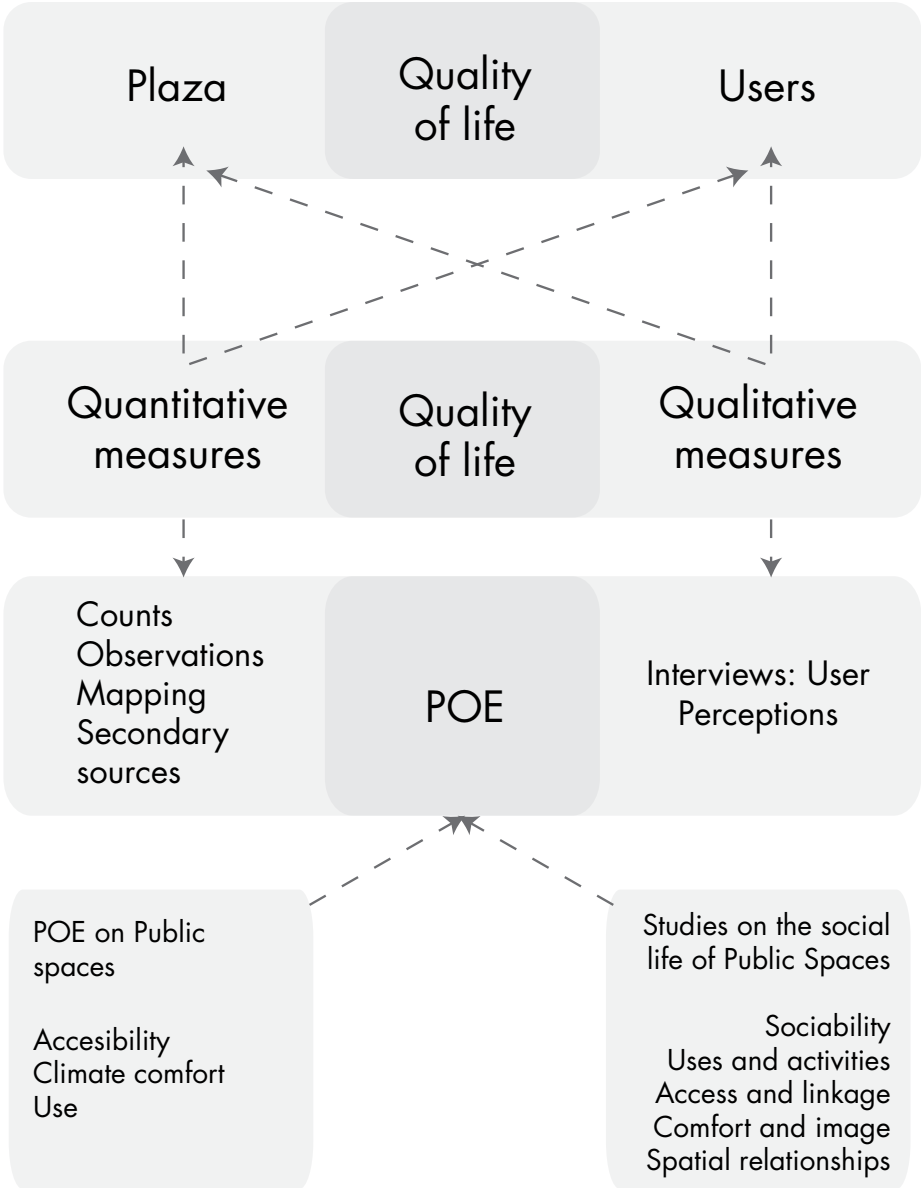 Plaza
Quality
of life
Users
Quantitative
measures
Quality
of life
Qualitative
measures
Counts
Observations
Mapping
Secondary
sources
POE
Interviews: User
Perceptions
POE on Public
spaces
Accesibility
Climate comfort
Use
Studies on the social
life of Public Spaces
Sociability
Uses and activities
Access and linkage
Comfort and image
Spatial relationships